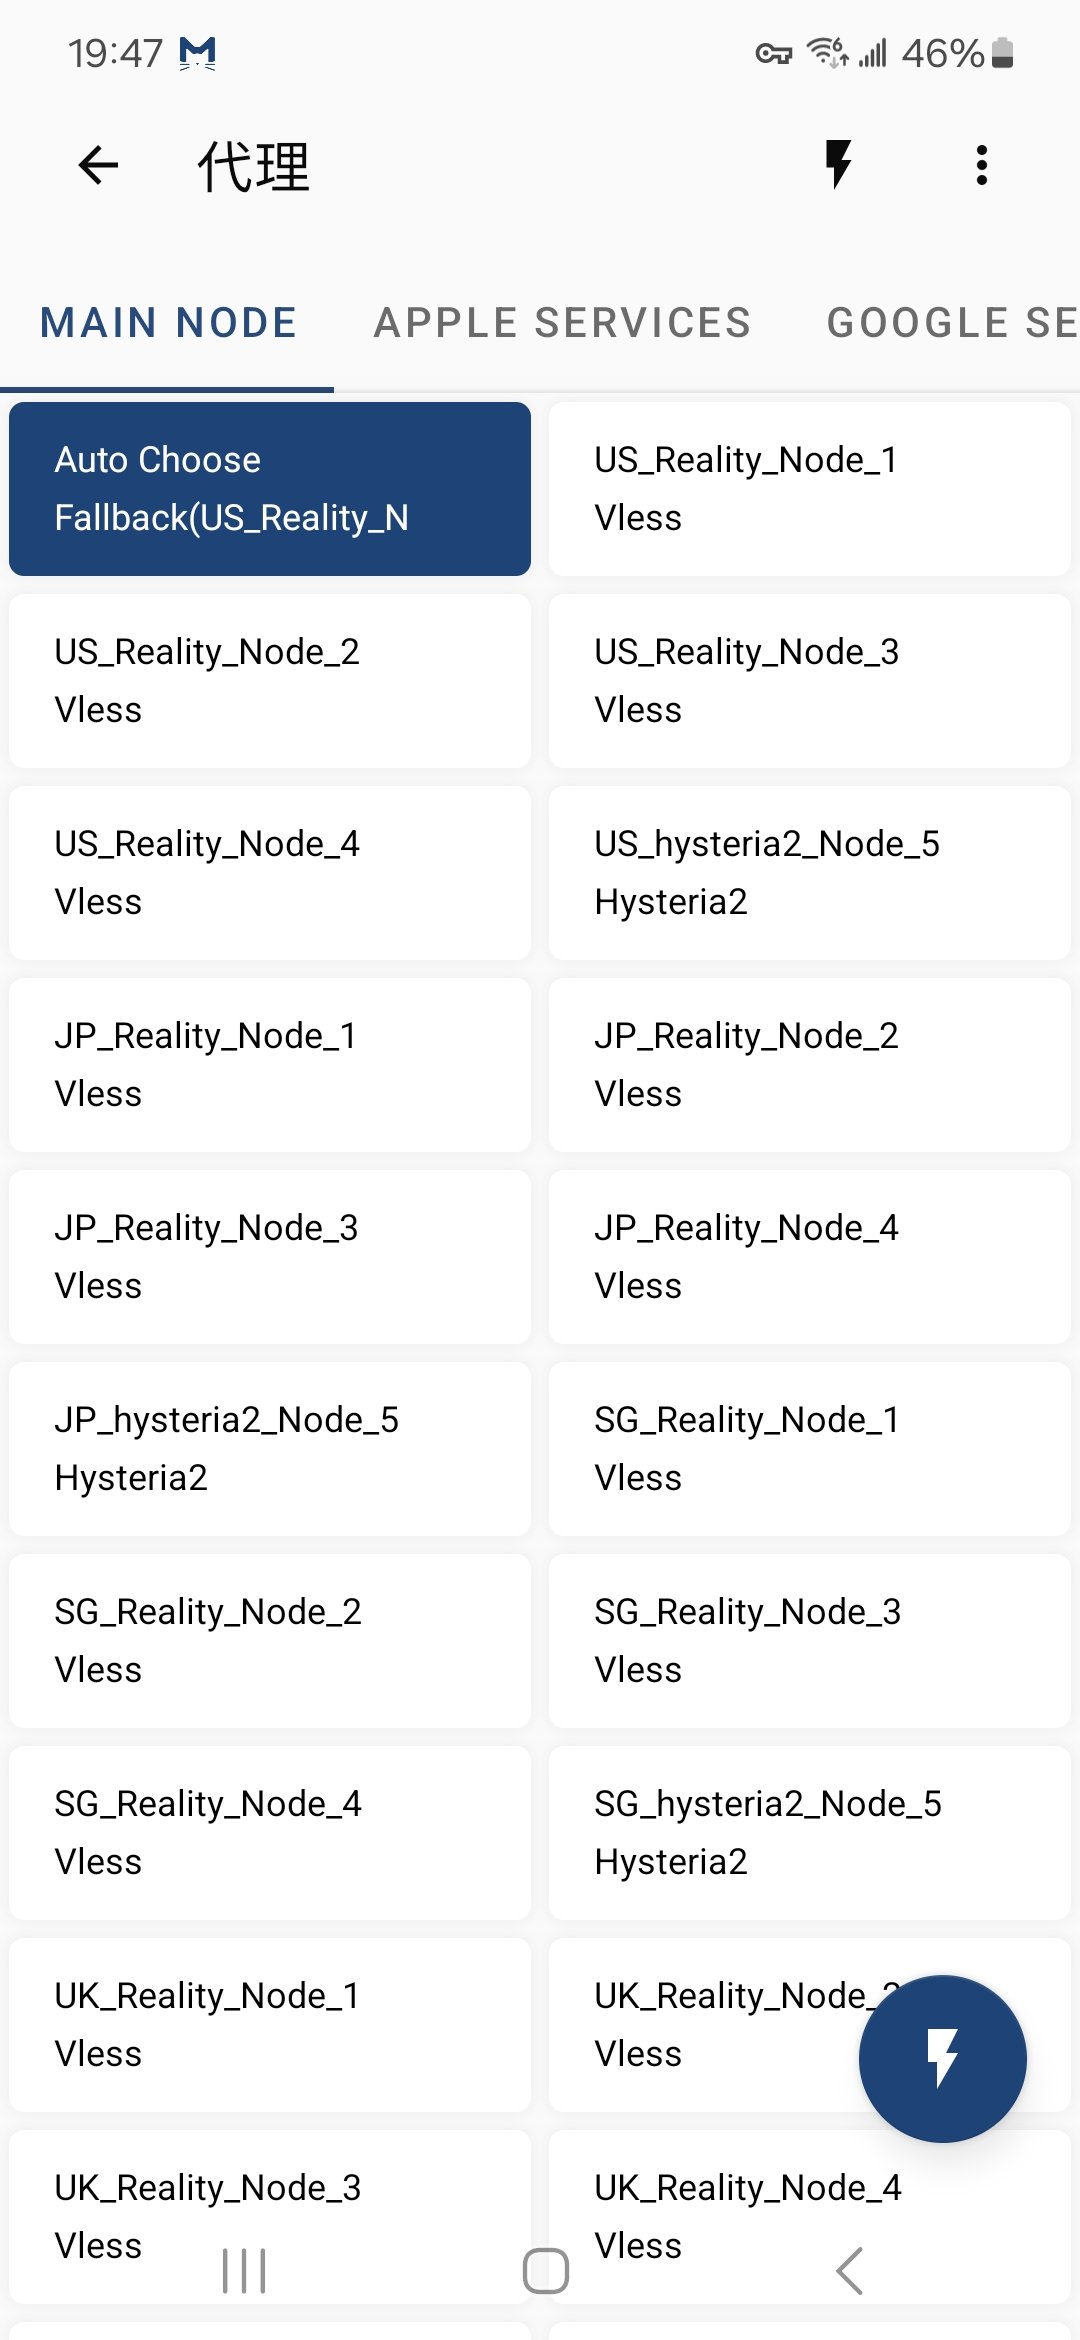 19:47
46%
代理
MAIN NODE
APPLE SERVICES
GOOGLE SE
Auto Choose
Fallback(US_Reality_N
US_Reality_Node_1
Vless
US_Reality_Node_2
Vless
US_Reality_Node_3
Vless
US_Reality_Node_4
Vless
US_hysteria2_Node_5
Hysteria2
JP_Reality_Node_1
Vless
JP_Reality_Node_2
Vless
JP_Reality_Node_3
Vless
JP_Reality_Node_4
Vless
JP_hysteria2_Node_5
Hysteria2
SG_Reality_Node_1
Vless
SG_Reality_Node_2
Vless
SG_Reality_Node_3
Vless
SG_Reality_Node_4
Vless
SG_hysteria2_Node_5
Hysteria2
UK_Reality_Node_1
Vless
UK_Reality_Node_2
Vless
UK_Reality_Node_3
Vless
UK_Reality_Node_4
Vless